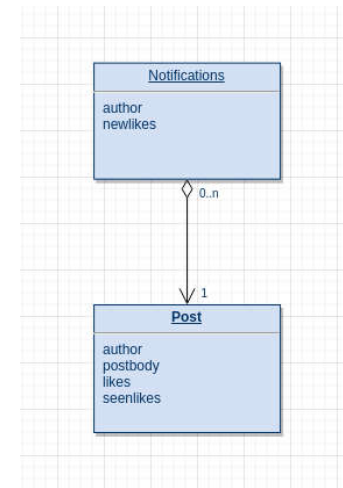 Notifications
author
newlikes
0..n
1
Post
author
postbody
likes
seenlikes